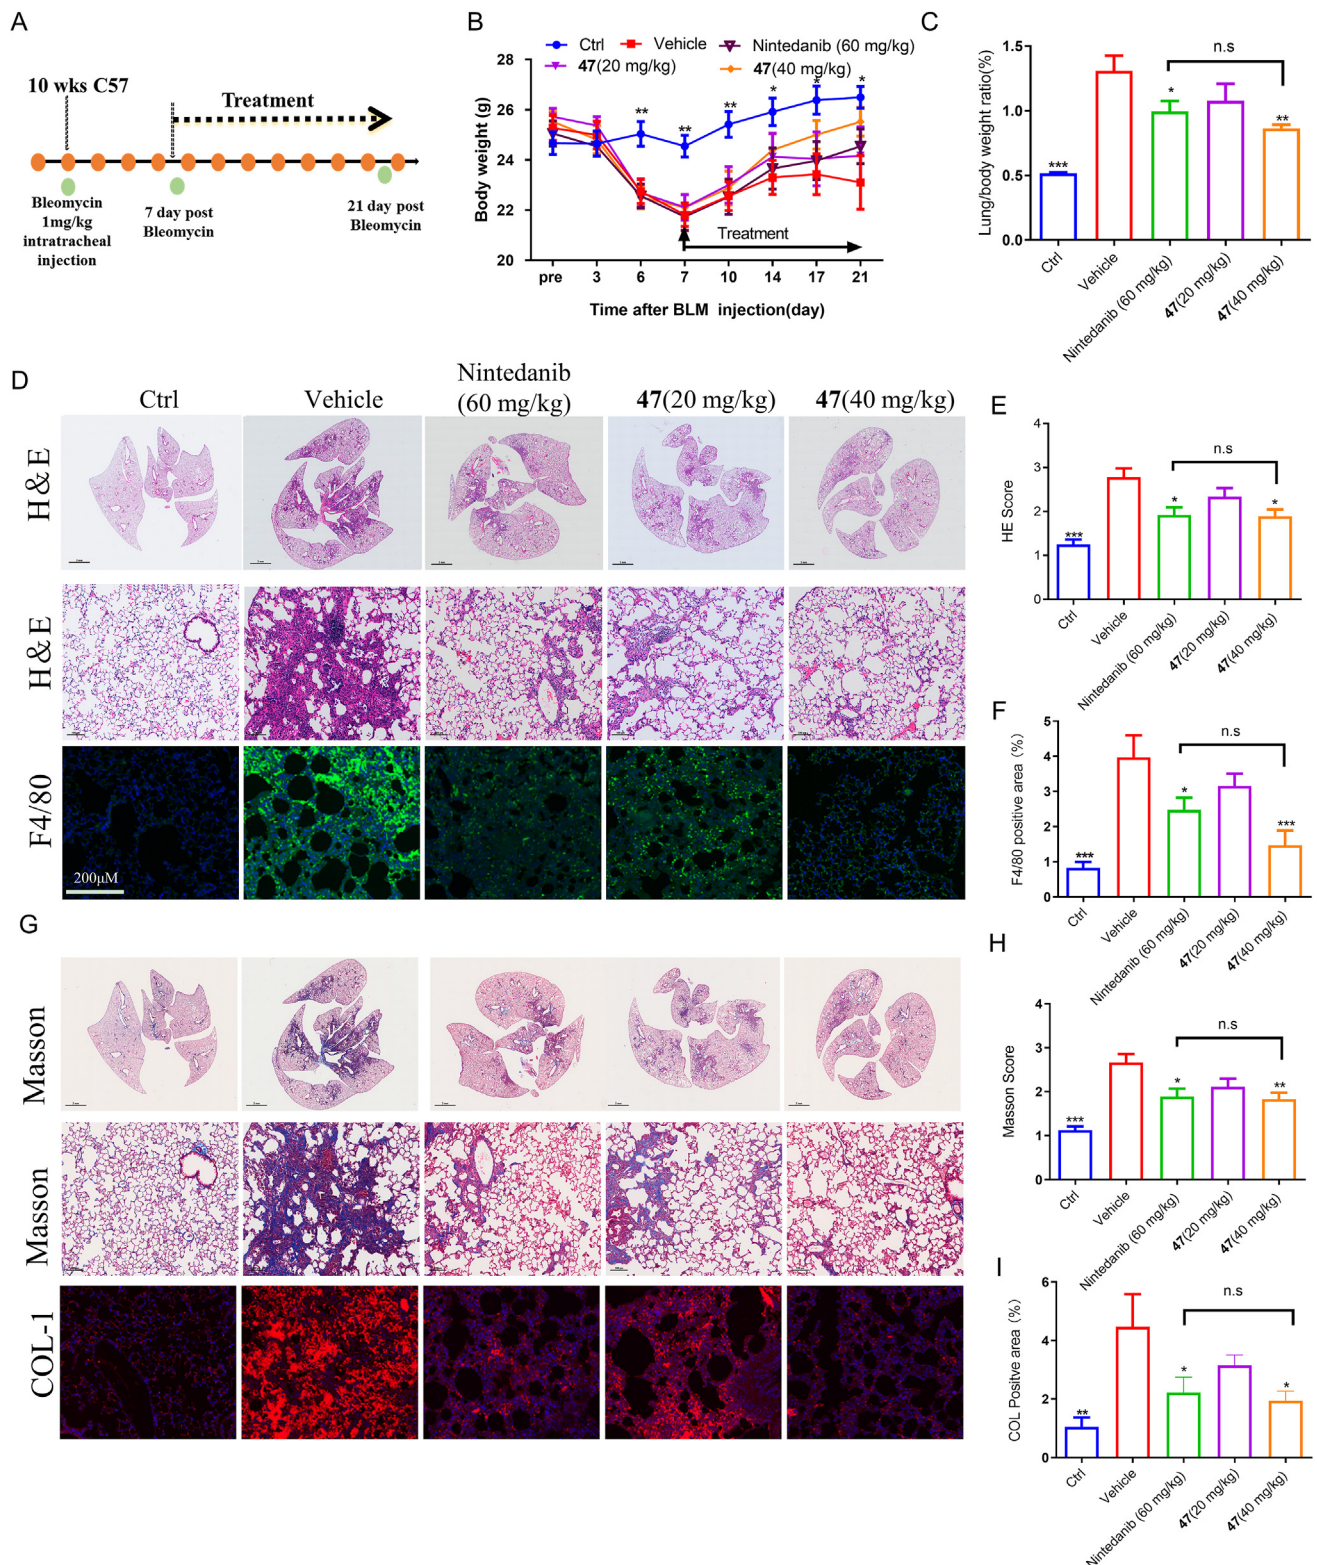 A
10 wks C57
Treatment
Bleomycin
1mg/kg
intratracheal
injection
7 day post
Bleomycin
21 day post
Bleomycin
B
Ctrl
Vehicle
Nintedanib (60 mg/kg)
47(20 mg/kg)
47(40 mg/kg)
Body weight (g)
28
26
24
22
20
**
**
**
*
*
*
Treatment
pre
3
6
7
10
14
17
21
Time after BLM injection(day)
C
Lung/body weight ratio(%)
1.5
1.0
0.5
0.0
n.s
***
*
**
Ctrl
Vehicle
Nintedanib (60 mg/kg)
47(20 mg/kg)
47(40 mg/kg)
D
Ctrl
Vehicle
Nintedanib
(60 mg/kg)
47(20 mg/kg)
47(40 mg/kg)
H&E
H&E
F4/80
200μM
E
HE Score
4
3
2
1
0
n.s
***
*
*
Ctrl
Vehicle
Nintedanib (60 mg/kg)
47(20 mg/kg)
47(40 mg/kg)
F
F4/80 positive area (%)
5
4
3
2
1
0
n.s
***
*
***
Ctrl
Vehicle
Nintedanib (60 mg/kg)
47(20 mg/kg)
47(40 mg/kg)
G
Masson
Masson
COL-1
H
Masson Score
4
3
2
1
0
n.s
***
*
**
Ctrl
Vehicle
Nintedanib (60 mg/kg)
47(20 mg/kg)
47(40 mg/kg)
I
COL Positve area (%)
6
4
2
0
n.s
**
*
*
Ctrl
Vehicle
Nintedanib (60 mg/kg)
47(20 mg/kg)
47(40 mg/kg)